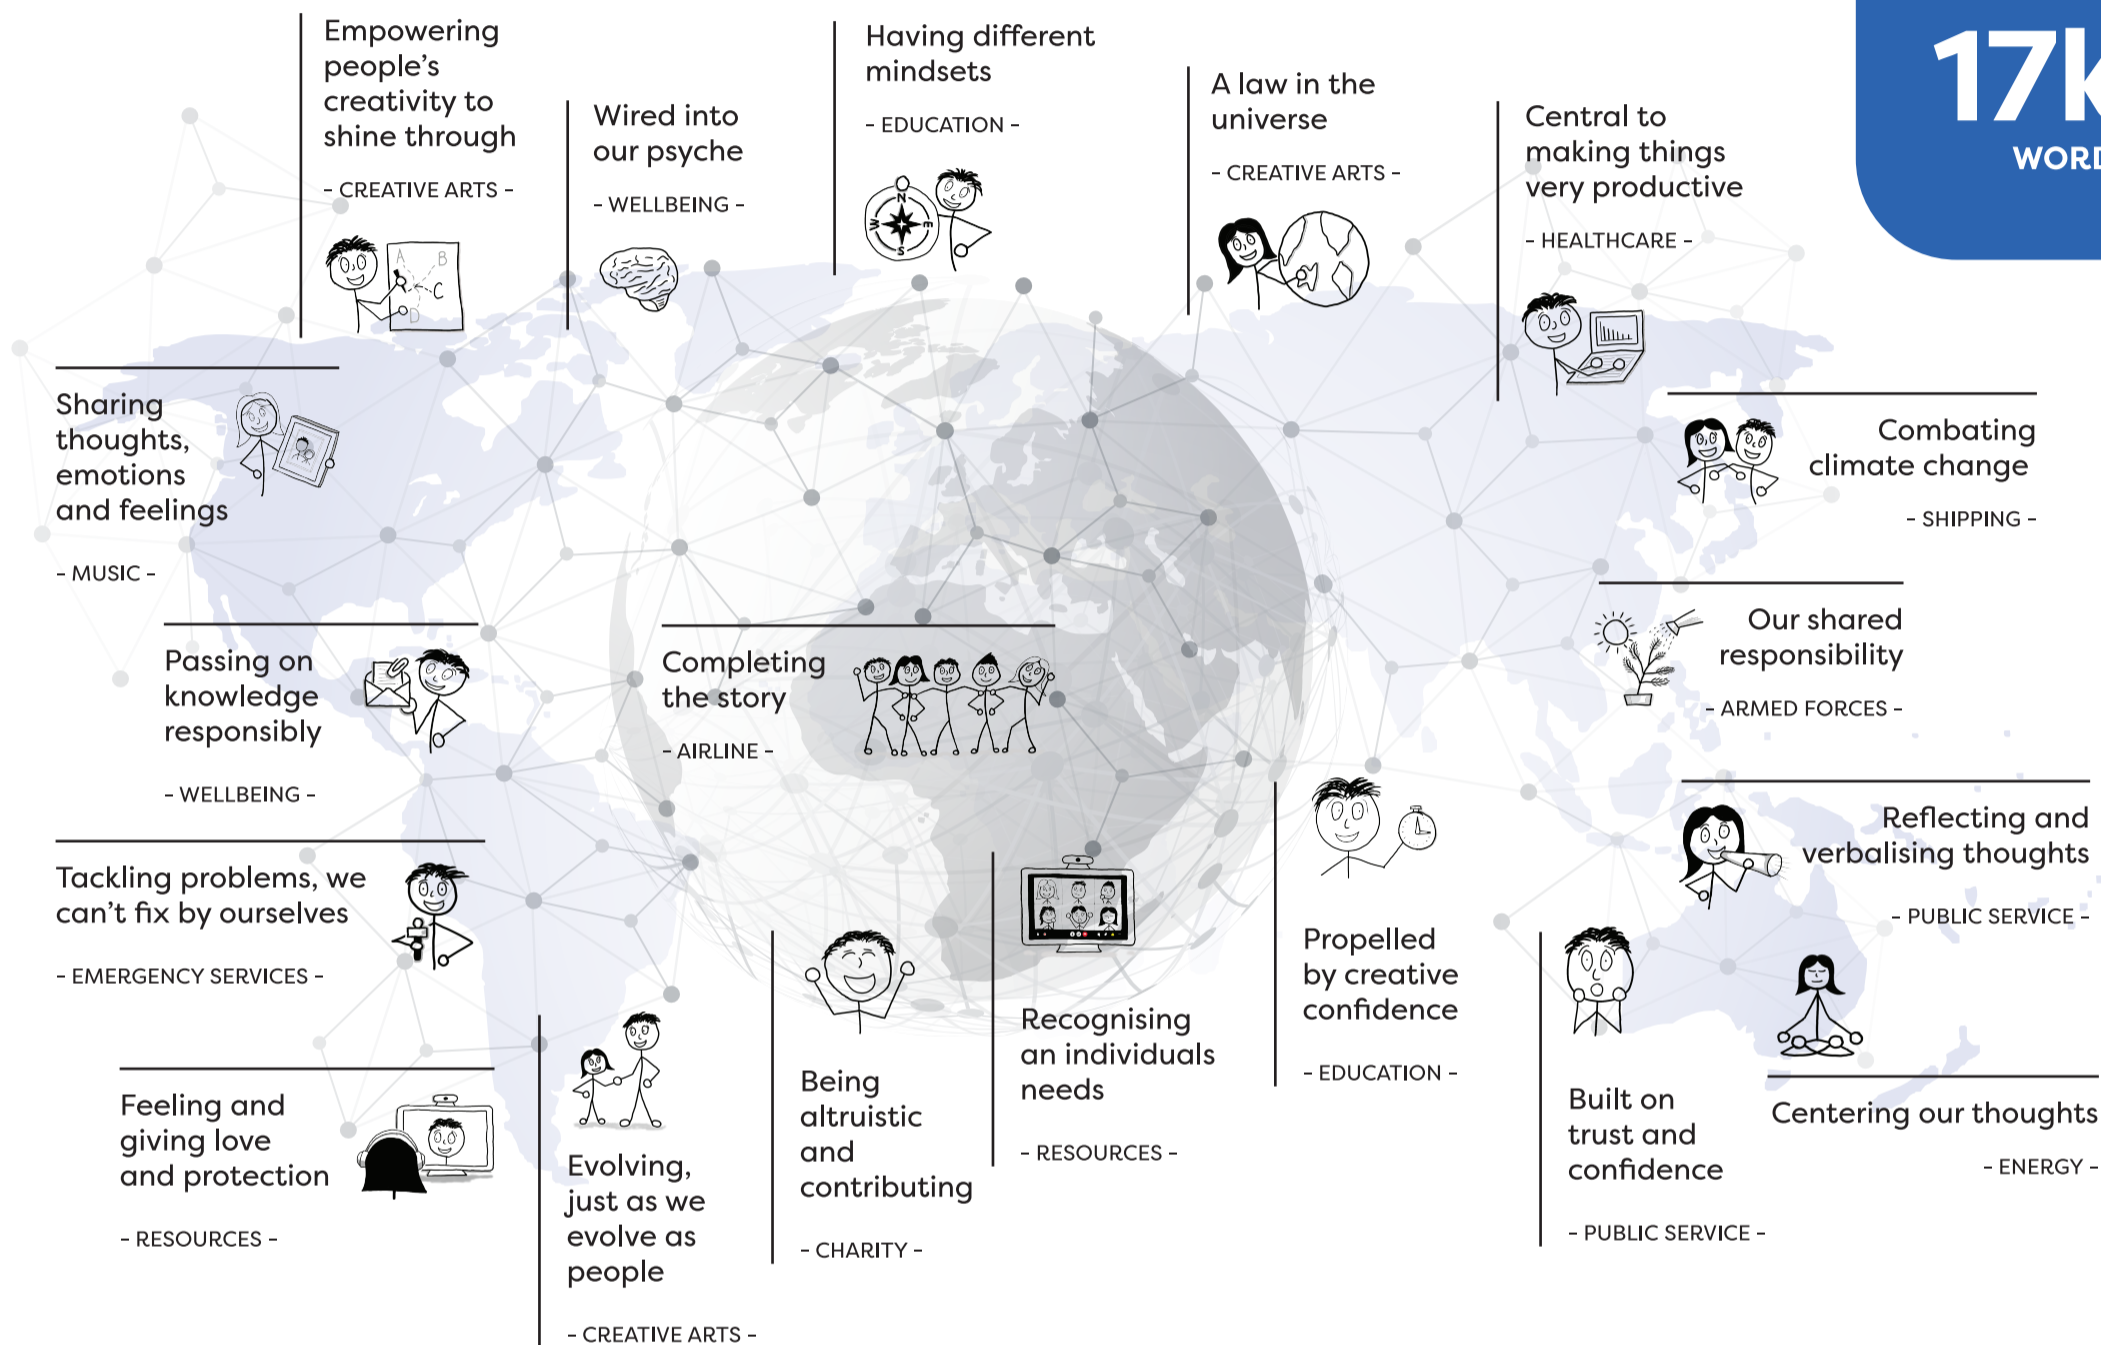 Empowering
people's
creativity to
shine through
- CREATIVE ARTS -
Wired into
our psyche
- WELLBEING -
Having different
mindsets
- EDUCATION -
A law in the
universe
- CREATIVE ARTS -
Central to
making things
very productive
- HEALTHCARE -
17k
WORD
A
B
C
D
N
E
S
W
Sharing
thoughts,
emotions
and feelings
- MUSIC -
Combating
climate change
- SHIPPING -
Passing on
knowledge
responsibly
- WELLBEING -
Completing
the story
- AIRLINE -
Our shared
responsibility
- ARMED FORCES -
Tackling problems, we
can't fix by ourselves
- EMERGENCY SERVICES -
Reflecting and
verbalising thoughts
- PUBLIC SERVICE -
Feeling and
giving love
and protection
- RESOURCES -
Evolving,
just as we
evolve as
people
- CREATIVE ARTS -
Being
altruistic
and
contributing
- CHARITY -
Recognising
an individuals
needs
- RESOURCES -
Propelled
by creative
confidence
- EDUCATION -
Built on
trust and
confidence
- PUBLIC SERVICE -
Centering our thoughts
- ENERGY -